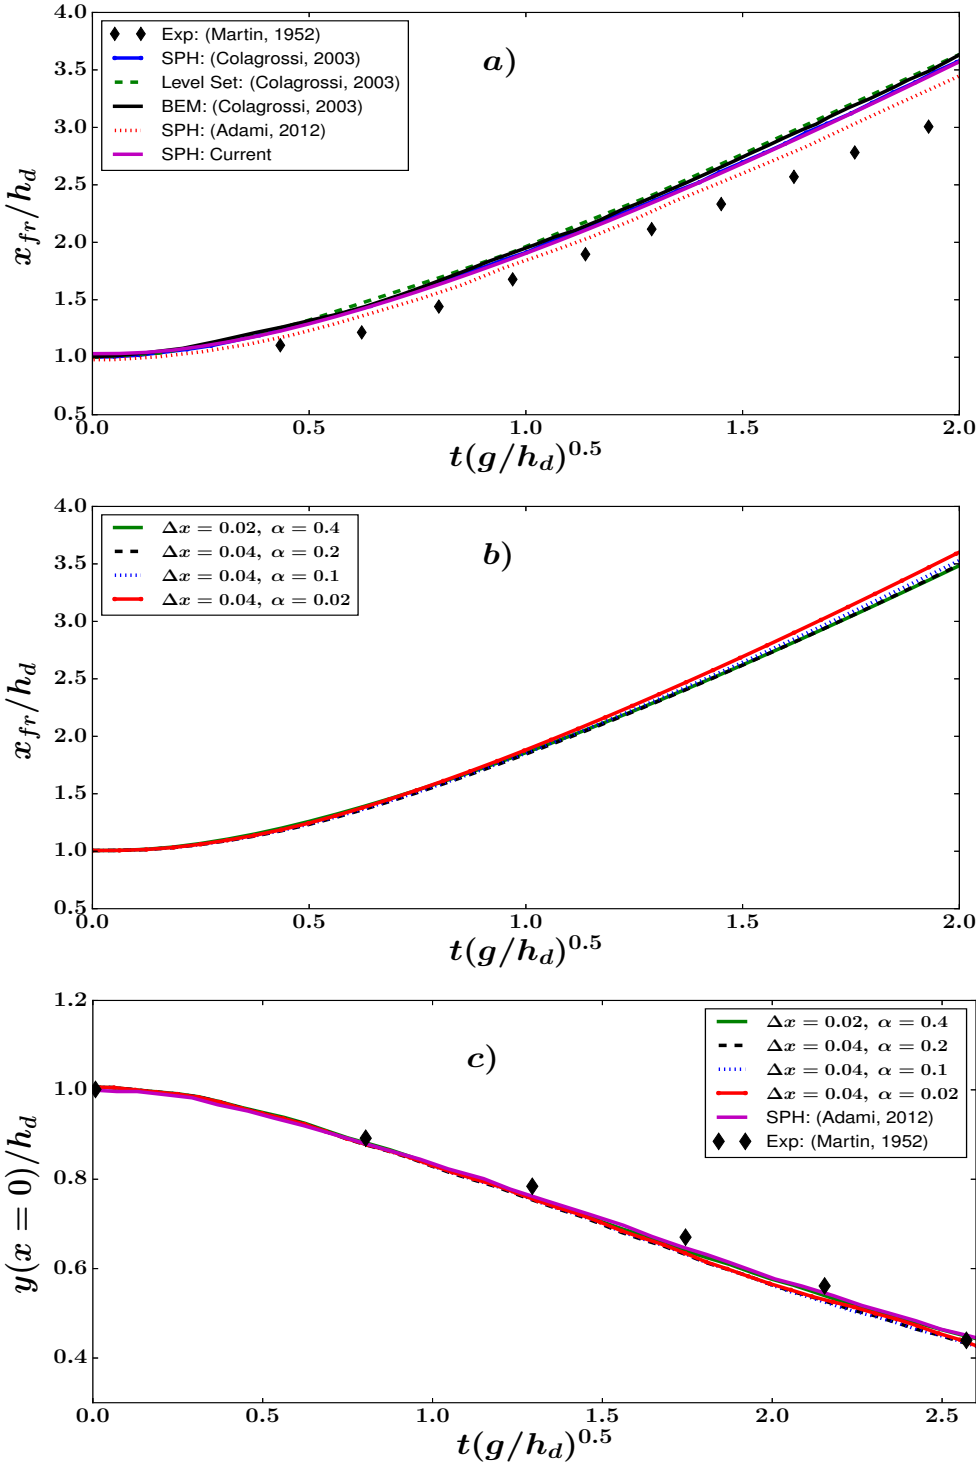 4.0
3.5
3.0
2.5
2.0
1.5
1.0
0.5
x_{fr}/h_d
Exp: (Martin, 1952)
SPH: (Colagrossi, 2003)
Level Set: (Colagrossi, 2003)
BEM: (Colagrossi, 2003)
SPH: (Adami, 2012)
SPH: Current
a)
0.0 0.5 1.0 1.5 2.0
t(g/h_d)^{0.5}
4.0
3.5
3.0
2.5
2.0
1.5
1.0
0.5
x_{fr}/h_d
Δx = 0.02, α = 0.4
Δx = 0.04, α = 0.2
Δx = 0.04, α = 0.1
Δx = 0.04, α = 0.02
b)
0.0 0.5 1.0 1.5 2.0
t(g/h_d)^{0.5}
1.2
1.0
0.8
0.6
0.4
y(x = 0)/h_d
c)
Δx = 0.02, α = 0.4
Δx = 0.04, α = 0.2
Δx = 0.04, α = 0.1
Δx = 0.04, α = 0.02
SPH: (Adami, 2012)
Exp: (Martin, 1952)
0.0 0.5 1.0 1.5 2.0 2.5
t(g/h_d)^{0.5}